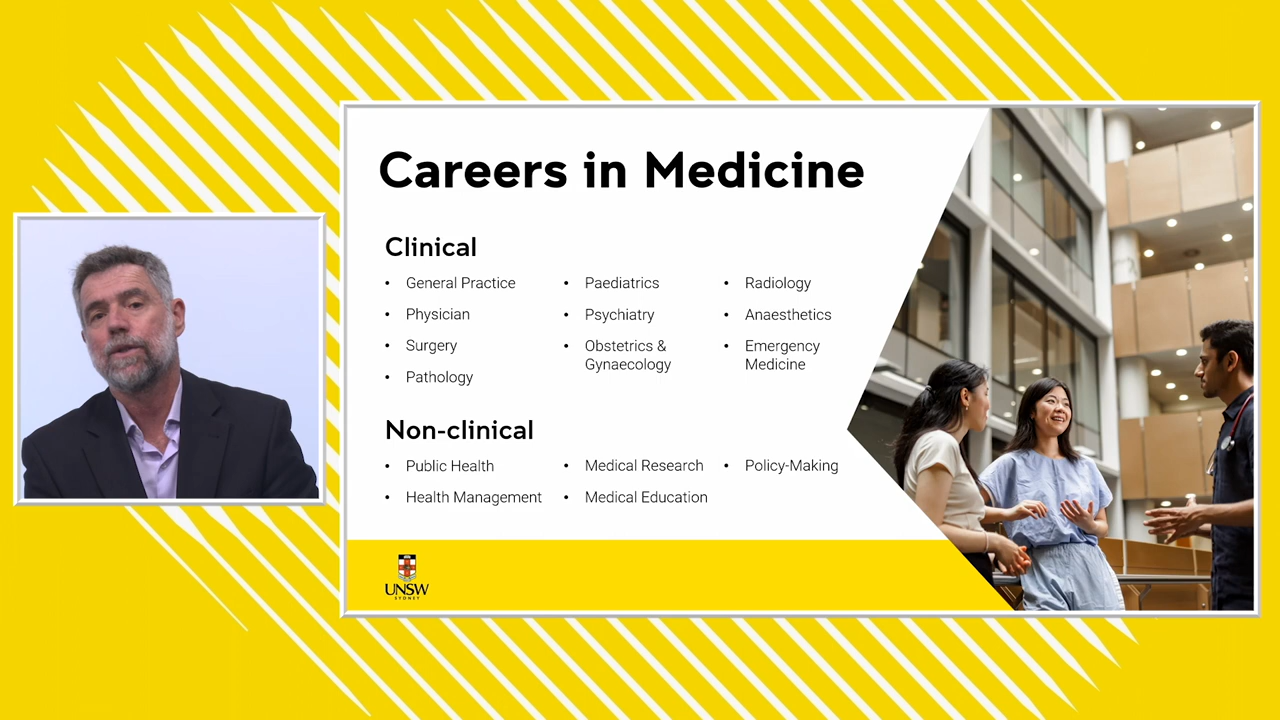 Careers in Medicine
Clinical
• General Practice
• Physician
• Surgery
• Pathology
• Paediatrics
• Psychiatry
• Obstetrics &
Gynaecology
• Radiology
• Anaesthetics
• Emergency
Medicine
Non-clinical
• Public Health
• Health Management
• Medical Research
• Medical Education
• Policy-Making
UNSW
SYDNEY